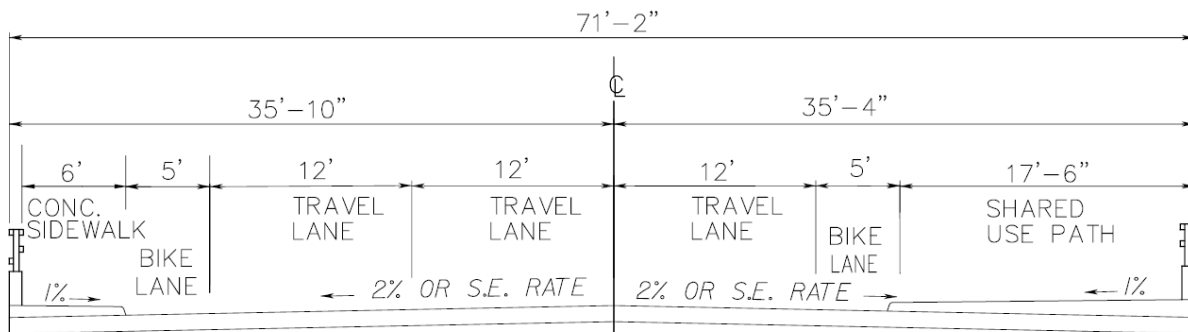 71'-2"
℄
35'-10"
35'-4"
6'
5'
12'
12'
12'
5'
17'-6"
CONC.
SIDEWALK
BIKE
LANE
TRAVEL
LANE
TRAVEL
LANE
TRAVEL
LANE
BIKE
LANE
SHARED
USE PATH
1%
2% OR S.E. RATE
2% OR S.E. RATE
1%